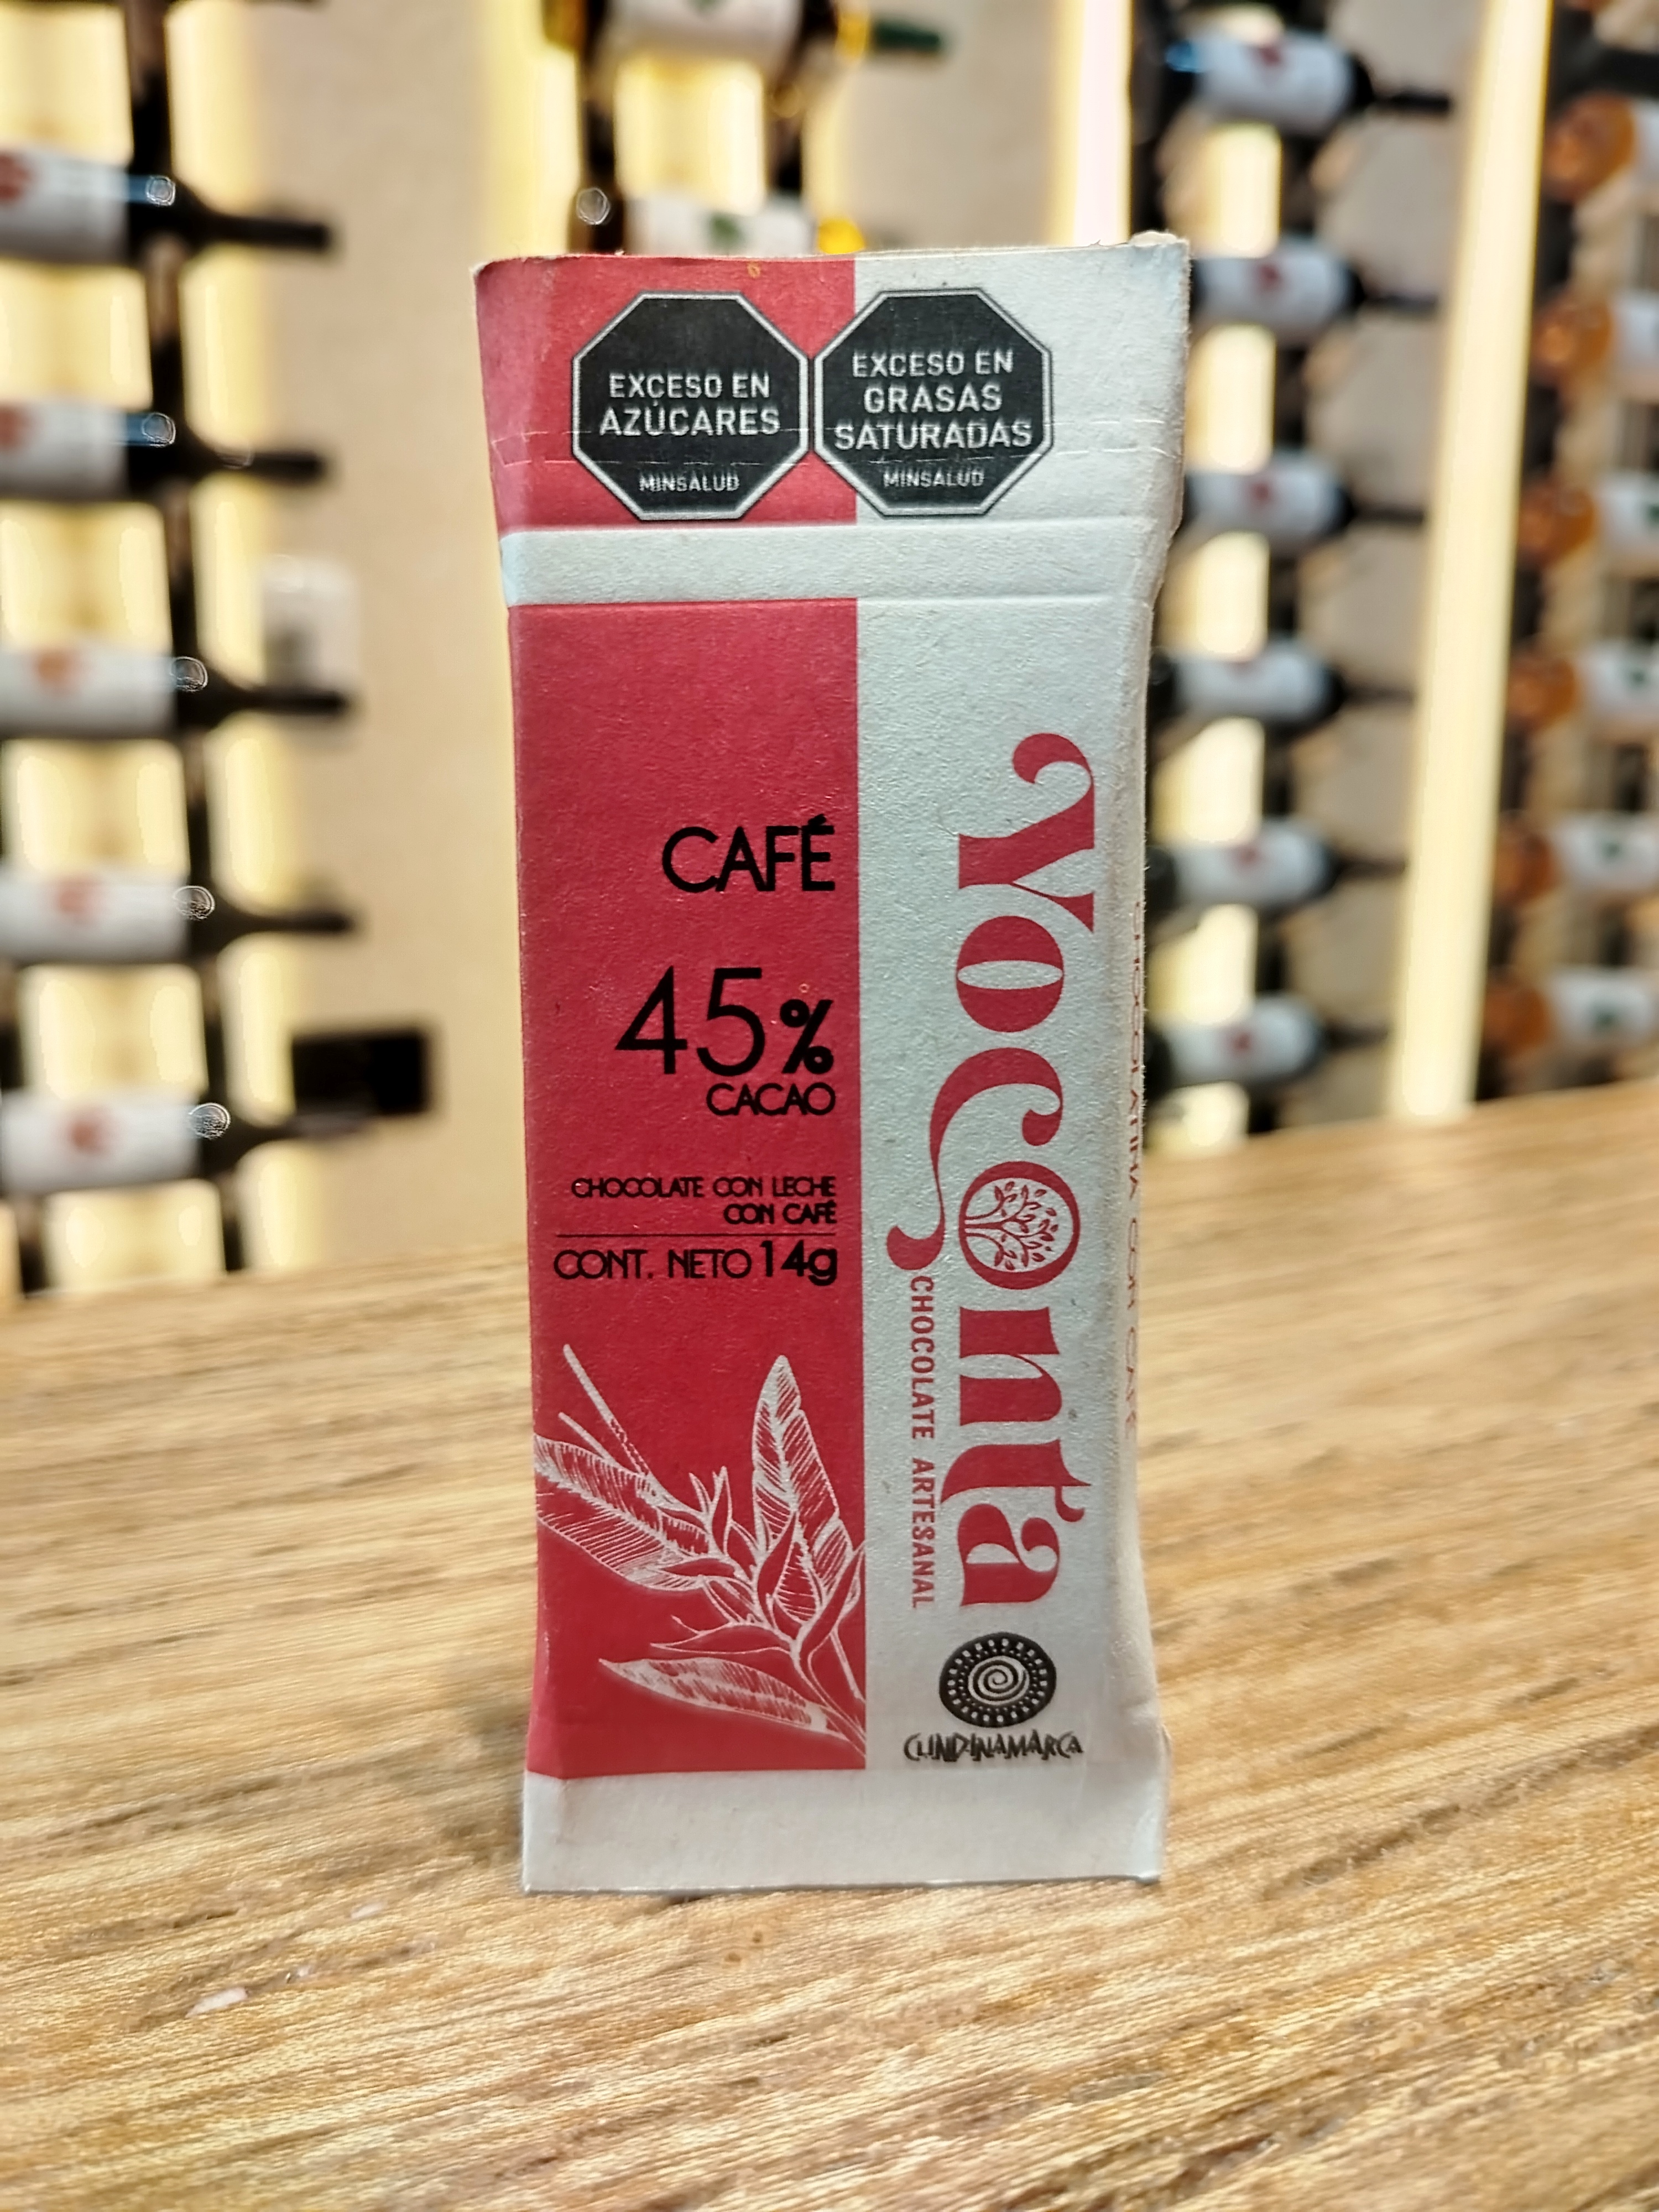 EXCESO EN
AZÚCARES
MINSALUD
EXCESO EN
GRASAS
SATURADAS
MINSALUD
CAFÉ
45%
CACAO
CHOCOLATE CON LECHE
CON CAFÉ
CONT. NETO 14g
Yoconta
CHOCOLATE ARTESANAL
CUNDINAMARCA